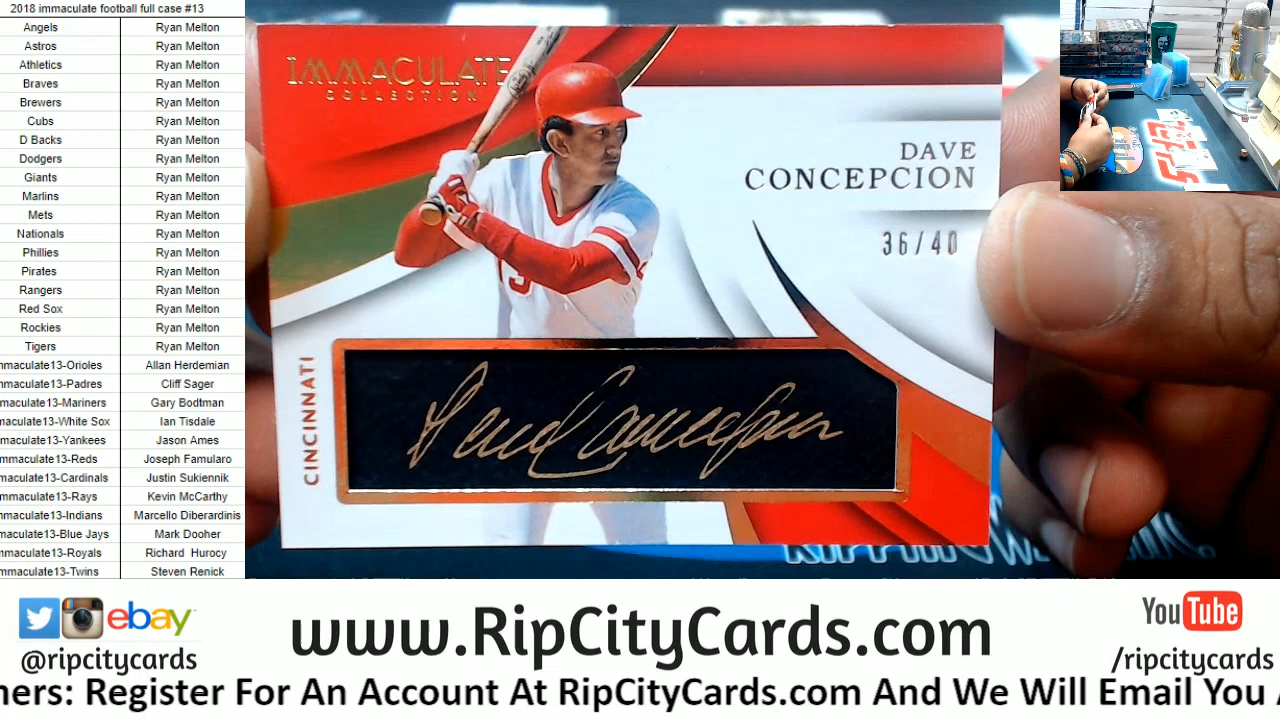 2018 immaculate football full case #13
Angels Ryan Melton
Astros Ryan Melton
Athletics Ryan Melton
Braves Ryan Melton
Brewers Ryan Melton
Cubs Ryan Melton
D Backs Ryan Melton
Dodgers Ryan Melton
Giants Ryan Melton
Marlins Ryan Melton
Mets Ryan Melton
Nationals Ryan Melton
Phillies Ryan Melton
Pirates Ryan Melton
Rangers Ryan Melton
Red Sox Ryan Melton
Rockies Ryan Melton
Tigers Ryan Melton
mmaculate13-Orioles Allan Herdemian
mmaculate13-Padres Cliff Sager
mmaculate13-Mariners Gary Bodtman
mmaculate13-White Sox Ian Tisdale
mmaculate13-Yankees Jason Ames
mmaculate13-Reds Joseph Famularo
mmaculate13-Cardinals Justin Sukiennik
mmaculate13-Rays Kevin McCarthy
mmaculate13-Indians Marcello Diberardinis
maculate13-Blue Jays Mark Dooher
mmaculate13-Royals Richard Hurocy
mmaculate13-Twins Steven Renick
IMMACULATE
COLLECTION
DAVE
CONCEPCION
36/40
13
CINCINNATI
Dave Concepcion
ebay
@ripcitycards
www.RipCityCards.com
YouTube
/ripcitycards
ners: Register For An Account At RipCityCards.com And We Will Email You